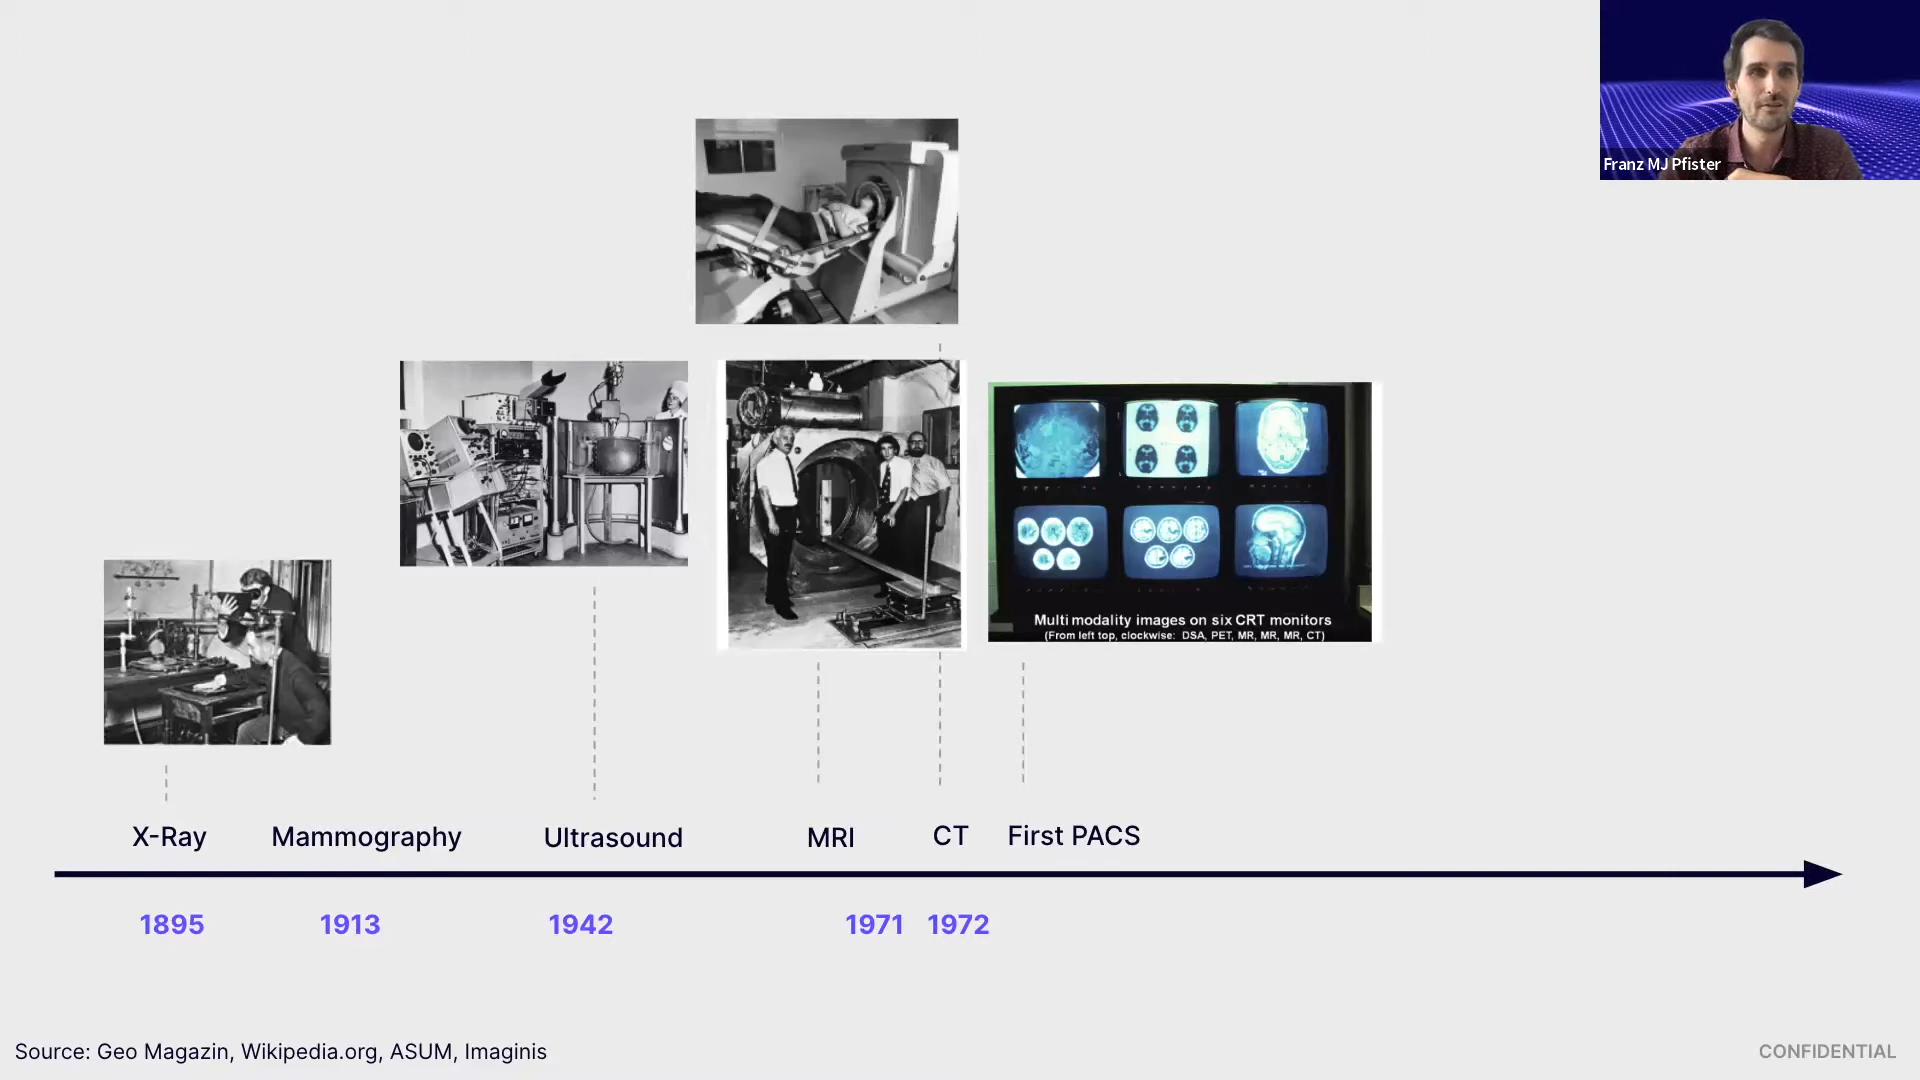 Franz MJ Pfister
Multi modality images on six CRT monitors
(From left top, clockwise: DSA, PET, MR, MR, MR, CT)
X-Ray
Mammography
Ultrasound
MRI
CT
First PACS
1895
1913
1942
1971
1972
Source: Geo Magazin, Wikipedia.org, ASUM, Imaginis
CONFIDENTIAL